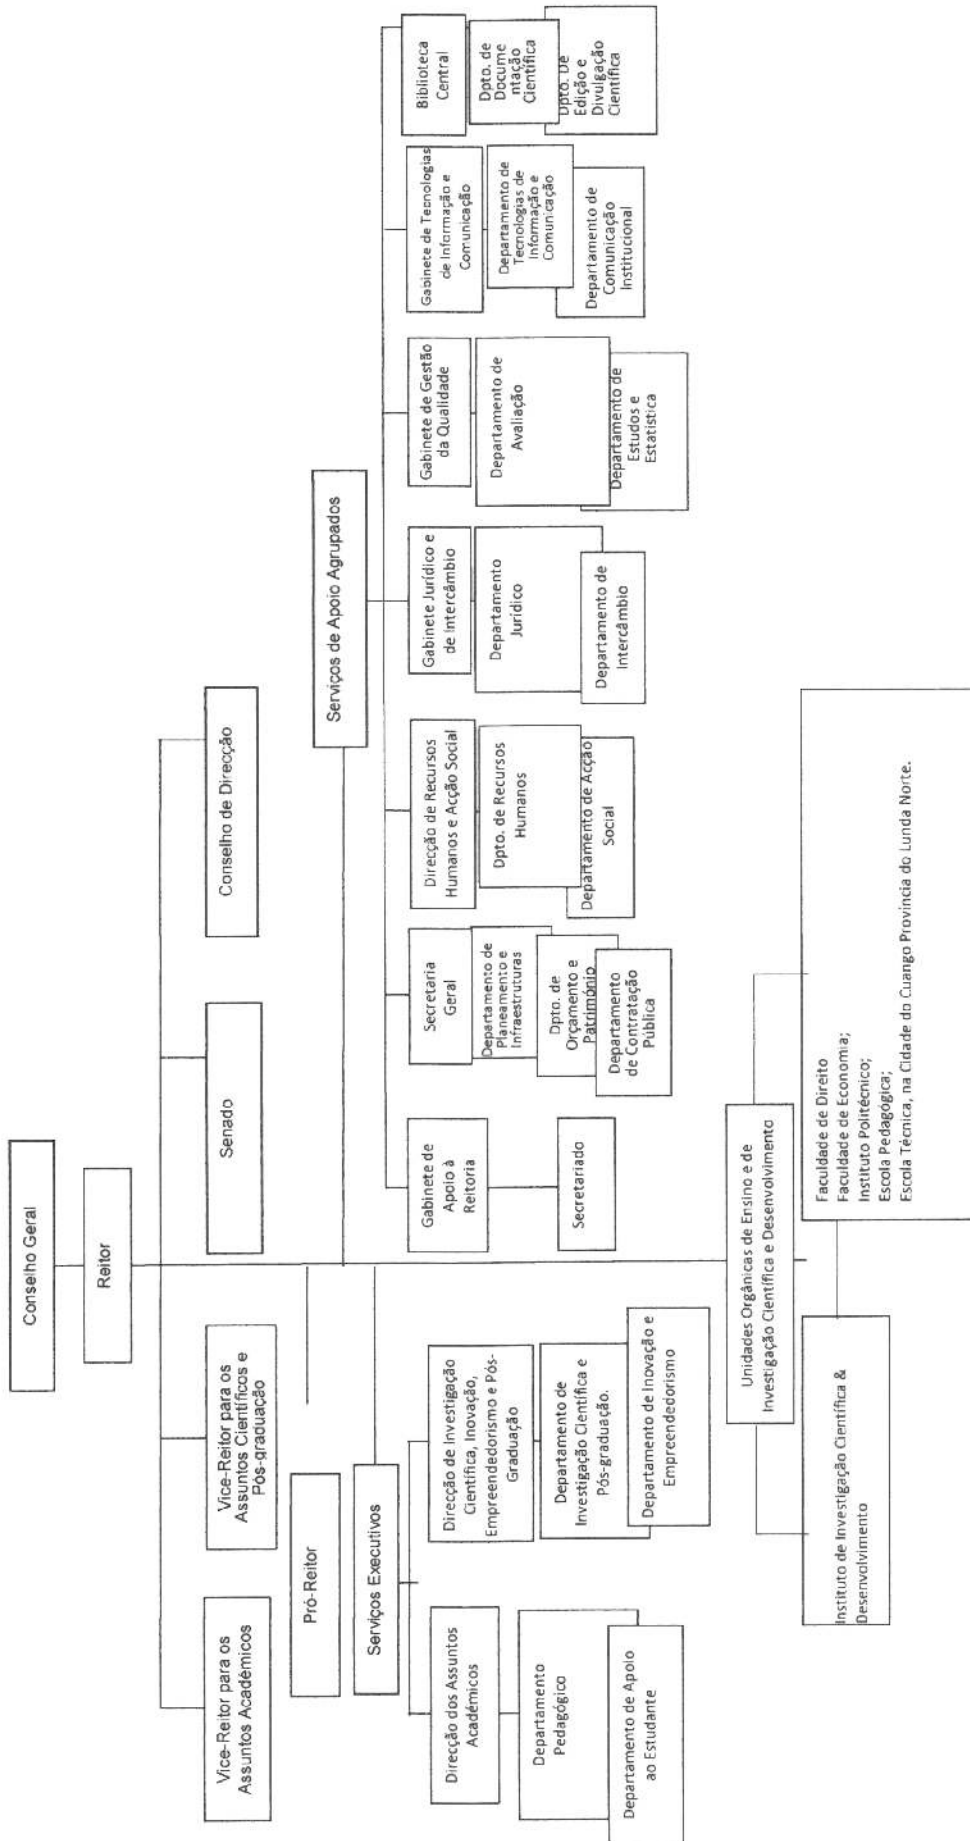 Conselho Geral
Reitor
Vice-Reitor para os
Assuntos Académicos
Vice-Reitor para os
Assuntos Científicos e
Pós-graduação
Senado
Conselho de Direcção
Pró-Reitor
Serviços Executivos
Serviços de Apoio Agrupados
Direcção dos Assuntos
Académicos
Departamento
Pedagógico
Departamento de Apoio
ao Estudante
Direcção de Investigação
Científica, Inovação,
Empreendedorismo e Pós-
Graduação
Departamento de
Investigação Científica e
Pós-graduação.
Departamento de Inovação e
Empreendedorismo
Gabinete de
Apoio à
Reitoria
Secretariado
Secretaria
Geral
Departamento de
Planeamento e
Infraestruturas
Dpto. de
Orçamento e
Património
Departamento
de Contratação
Pública
Direcção de Recursos
Humanos e Acção Social
Dpto. de Recursos
Humanos
Departamento de Acção
Social
Gabinete Jurídico e
de Intercâmbio
Departamento
Jurídico
Departamento de
Intercâmbio
Gabinete de Gestão
da Qualidade
Departamento de
Avaliação
Departamento de
Estudos e
Estatística
Gabinete de Tecnologias
de Informação e
Comunicação
Departamento de
Tecnologias de
Informação e
Comunicação
Departamento de
Comunicação
Institucional
Biblioteca
Central
Dpto. de
Docume
ntação
Científica
Dpto. De
Edição e
Divulgação
Científica
Unidades Orgânicas de Ensino e de
Investigação Científica e Desenvolvimento
Instituto de Investigação Científica &
Desenvolvimento
Faculdade de Direito
Faculdade de Economia;
Instituto Politécnico;
Escola Pedagógica;
Escola Técnica, na Cidade do Cuango Provincia do Lunda Norte.